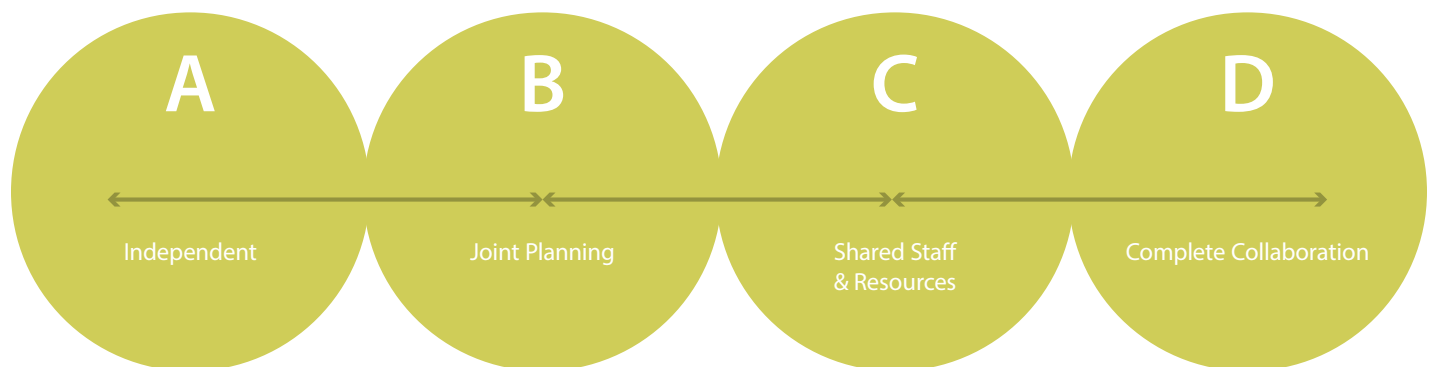 A
B
C
D
Independent
Joint Planning
Shared Staff
& Resources
Complete Collaboration